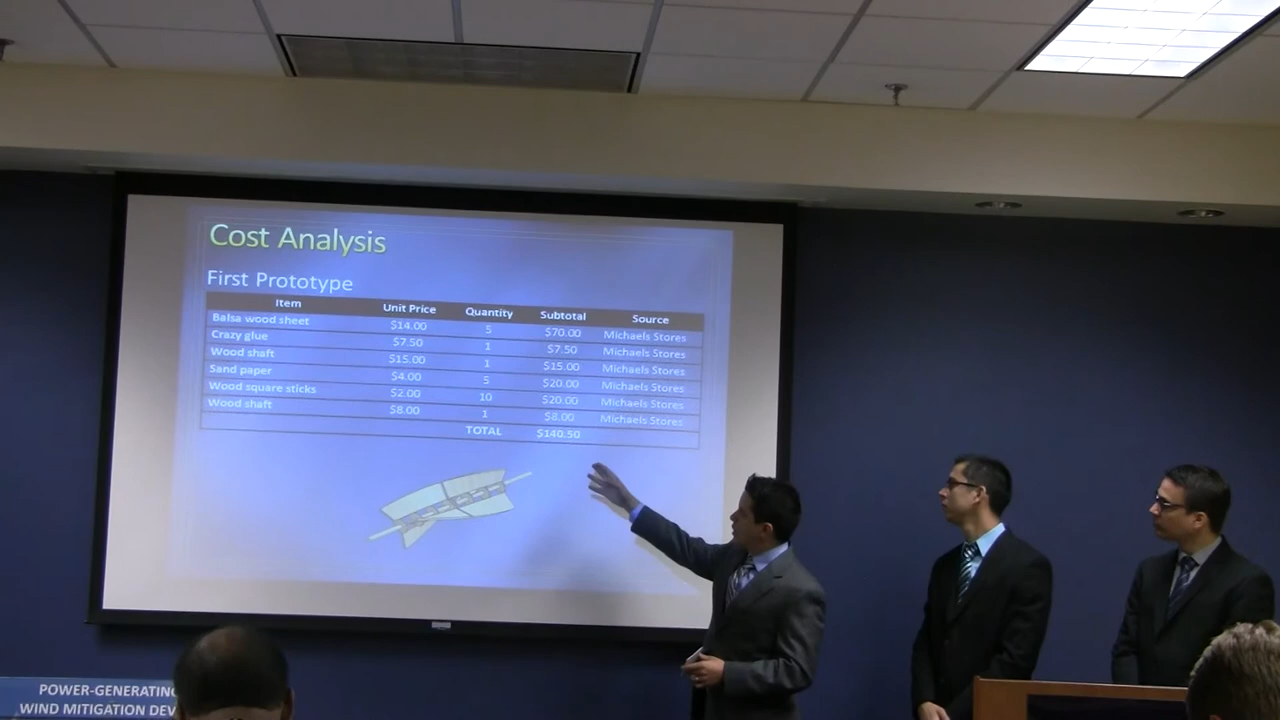 Cost Analysis
First Prototype
Item Unit Price Quantity Subtotal Source
Balsa wood sheet $14.00 5 $70.00 Michaels Stores
Crazy glue $7.50 1 $7.50 Michaels Stores
Wood shaft $15.00 1 $15.00 Michaels Stores
Sand paper $4.00 5 $20.00 Michaels Stores
Wood square sticks $2.00 10 $20.00 Michaels Stores
Wood shaft $8.00 1 $8.00 Michaels Stores
TOTAL $140.50
POWER-GENERATING
WIND MITIGATION DEV